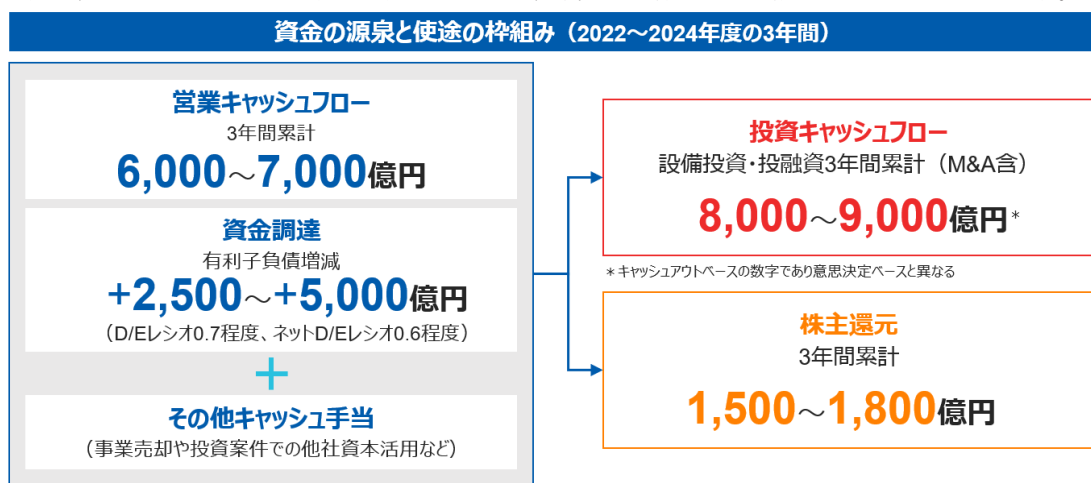 資金の源泉と使途の枠組み（2022～2024年度の3年間）
営業キャッシュフロー
3年間累計
6,000～7,000億円
資金調達
有利子負債増減
+2,500～+5,000億円
（D/Eレシオ0.7程度、ネットD/Eレシオ0.6程度）
＋
その他キャッシュ手当
（事業売却や投資案件での他社資本活用など）
投資キャッシュフロー
設備投資・投融資3年間累計（M&A含）
8,000～9,000億円*
*キャッシュアウトベースの数字であり意思決定ベースと異なる
株主還元
3年間累計
1,500～1,800億円